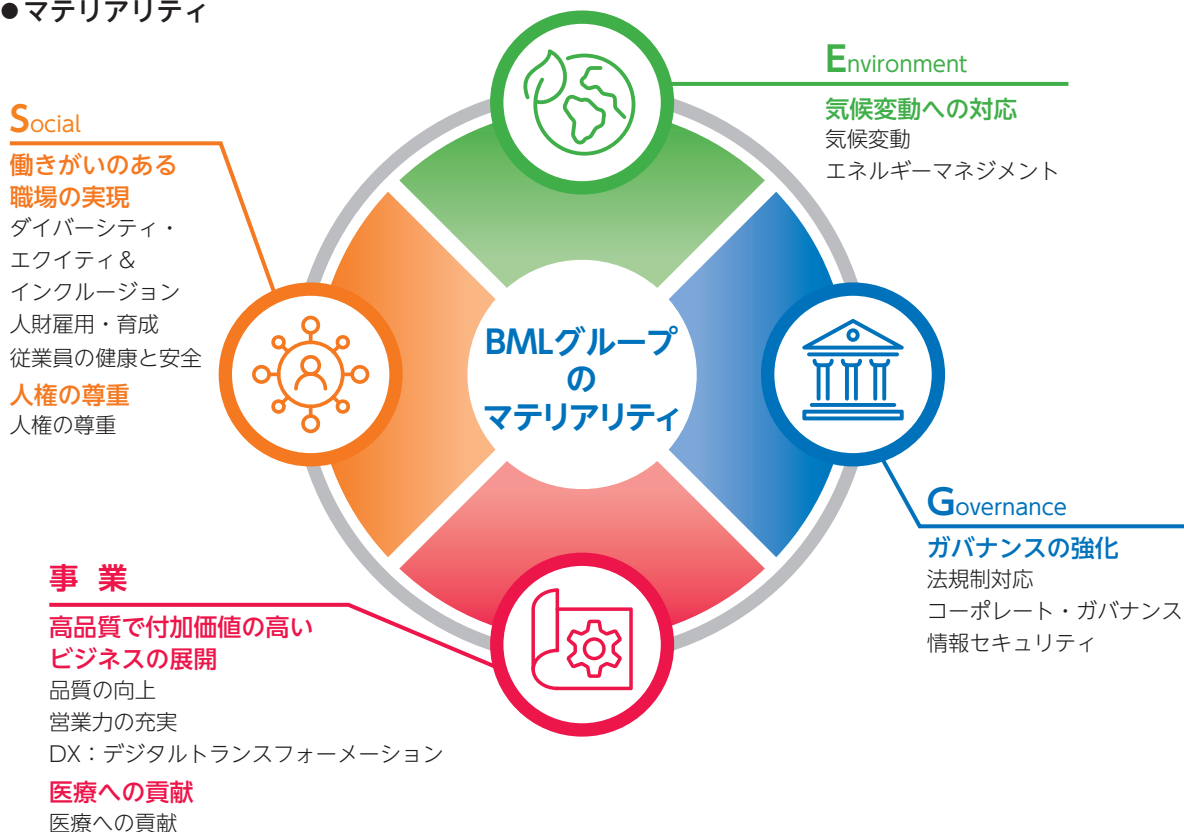 ●マテリアリティ
Environment
気候変動への対応
気候変動
エネルギーマネジメント
Social
働きがいのある
職場の実現
ダイバーシティ・
エクイティ＆
インクルージョン
人財雇用・育成
従業員の健康と安全
人権の尊重
人権の尊重
BMLグループ
の
マテリアリティ
Governance
ガバナンスの強化
法規制対応
コーポレート・ガバナンス
情報セキュリティ
事 業
高品質で付加価値の高い
ビジネスの展開
品質の向上
営業力の充実
DX：デジタルトランスフォーメーション
医療への貢献
医療への貢献